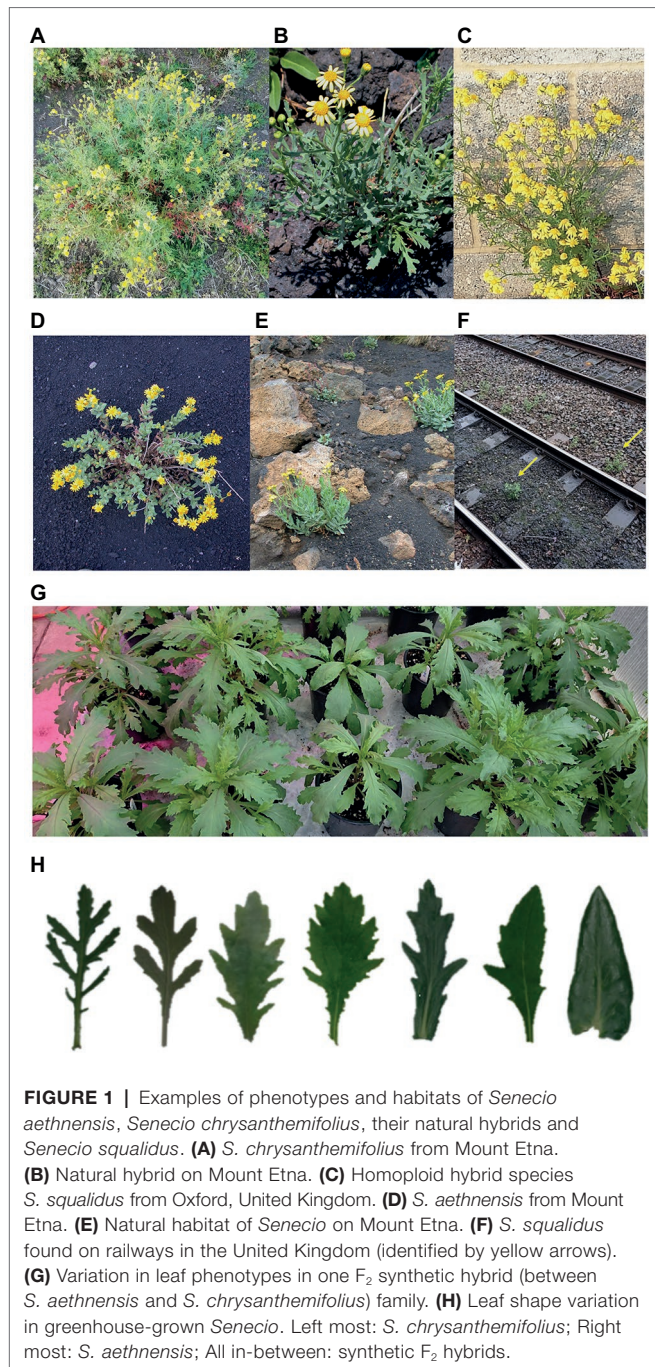 A
B
C
D
E
F
G
H
FIGURE 1 | Examples of phenotypes and habitats of Senecio
aethnensis, Senecio chrysanthemifolius, their natural hybrids and
Senecio squalidus. (A) S. chrysanthemifolius from Mount Etna.
(B) Natural hybrid on Mount Etna. (C) Homoploid hybrid species
S. squalidus from Oxford, United Kingdom. (D) S. aethnensis from Mount
Etna. (E) Natural habitat of Senecio on Mount Etna. (F) S. squalidus
found on railways in the United Kingdom (identified by yellow arrows).
(G) Variation in leaf phenotypes in one F₂ synthetic hybrid (between
S. aethnensis and S. chrysanthemifolius) family. (H) Leaf shape variation
in greenhouse-grown Senecio. Left most: S. chrysanthemifolius; Right
most: S. aethnensis; All in-between: synthetic F₂ hybrids.